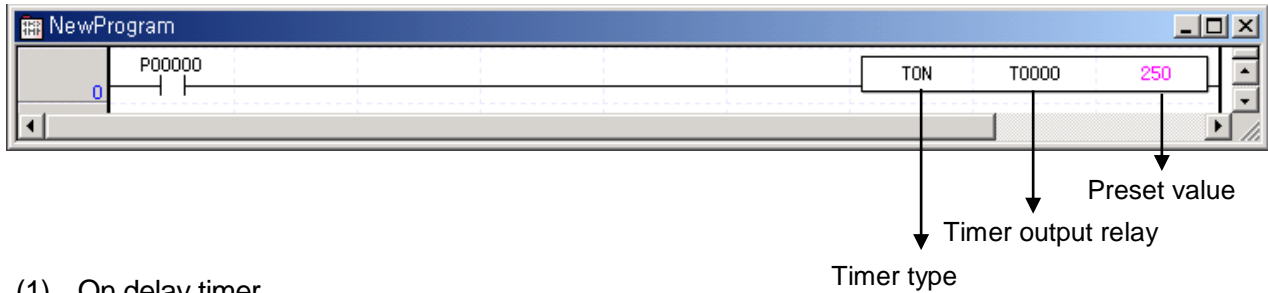 NewProgram
P00000
0
TON T0000 250
Preset value
Timer output relay
Timer type
(1) On delay timer